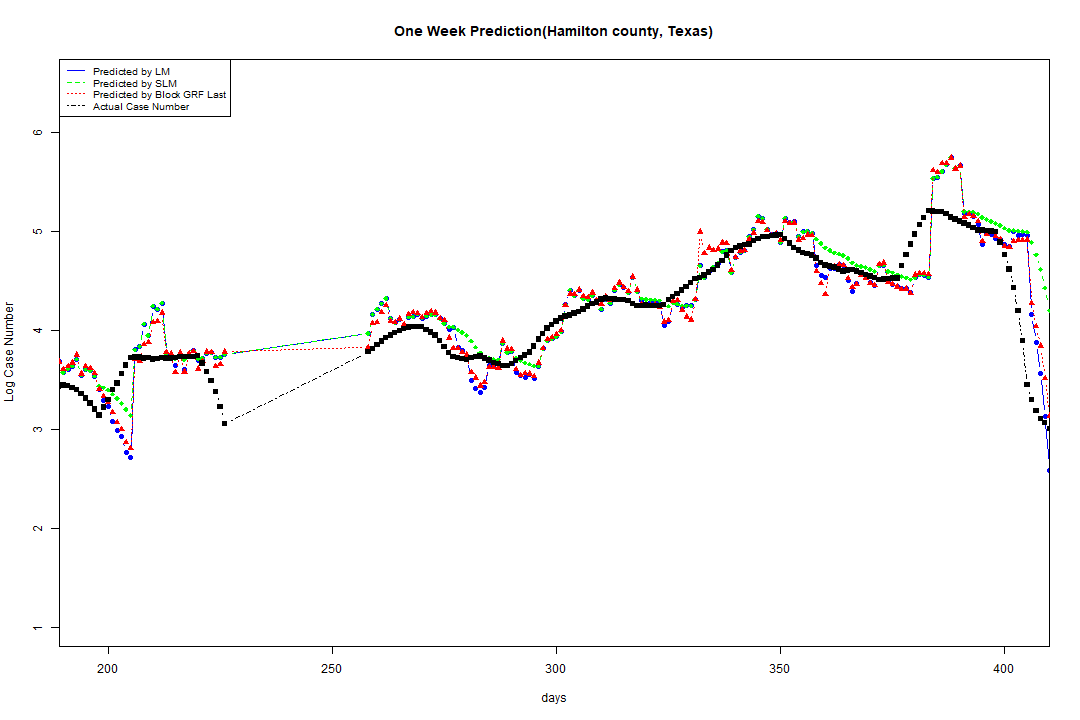 One Week Prediction(Hamilton county, Texas)
Predicted by LM
Predicted by SLM
Predicted by Block GRF Last
Actual Case Number
6
5
4
3
2
1
Log Case Number
200 250 300 350 400
days